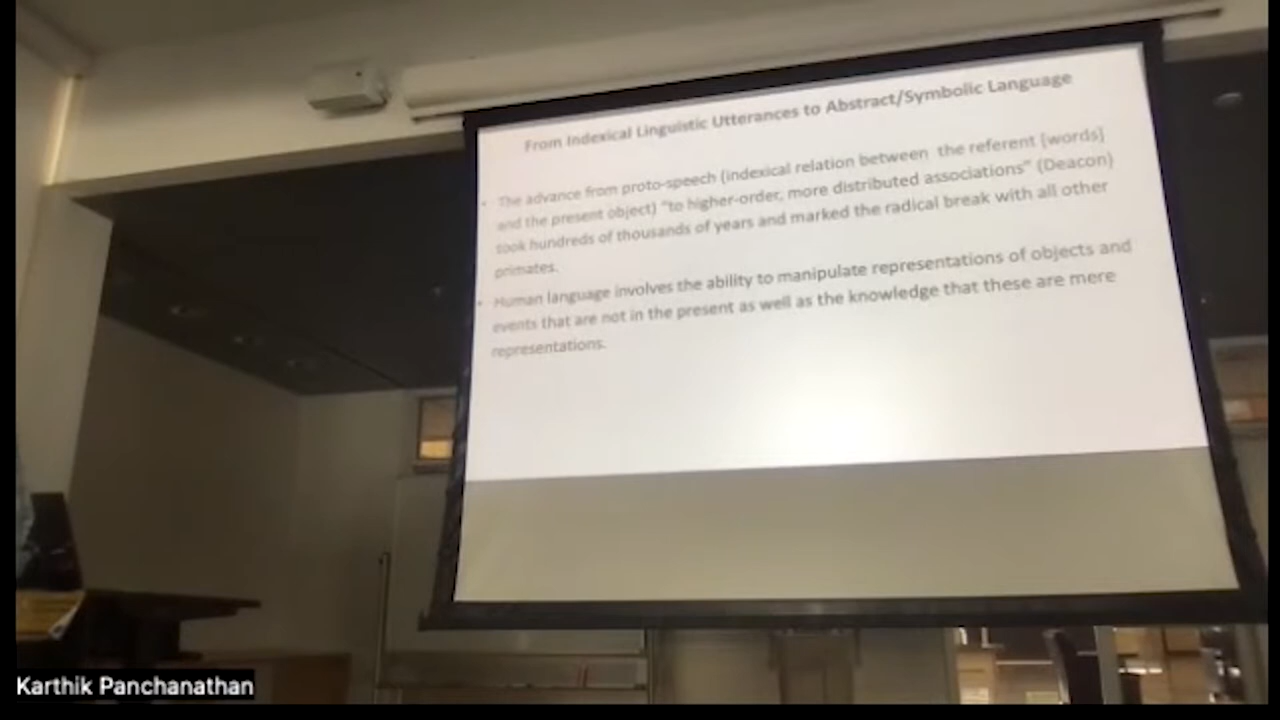 From Indexical Linguistic Utterances to Abstract/Symbolic Language
• The advance from proto-speech (indexical relation between the referent [words]
and the present object) "to higher-order, more distributed associations" (Deacon)
took hundreds of thousands of years and marked the radical break with all other
primates.
• Human language involves the ability to manipulate representations of objects and
events that are not in the present as well as the knowledge that these are mere
representations.
Karthik Panchanathan